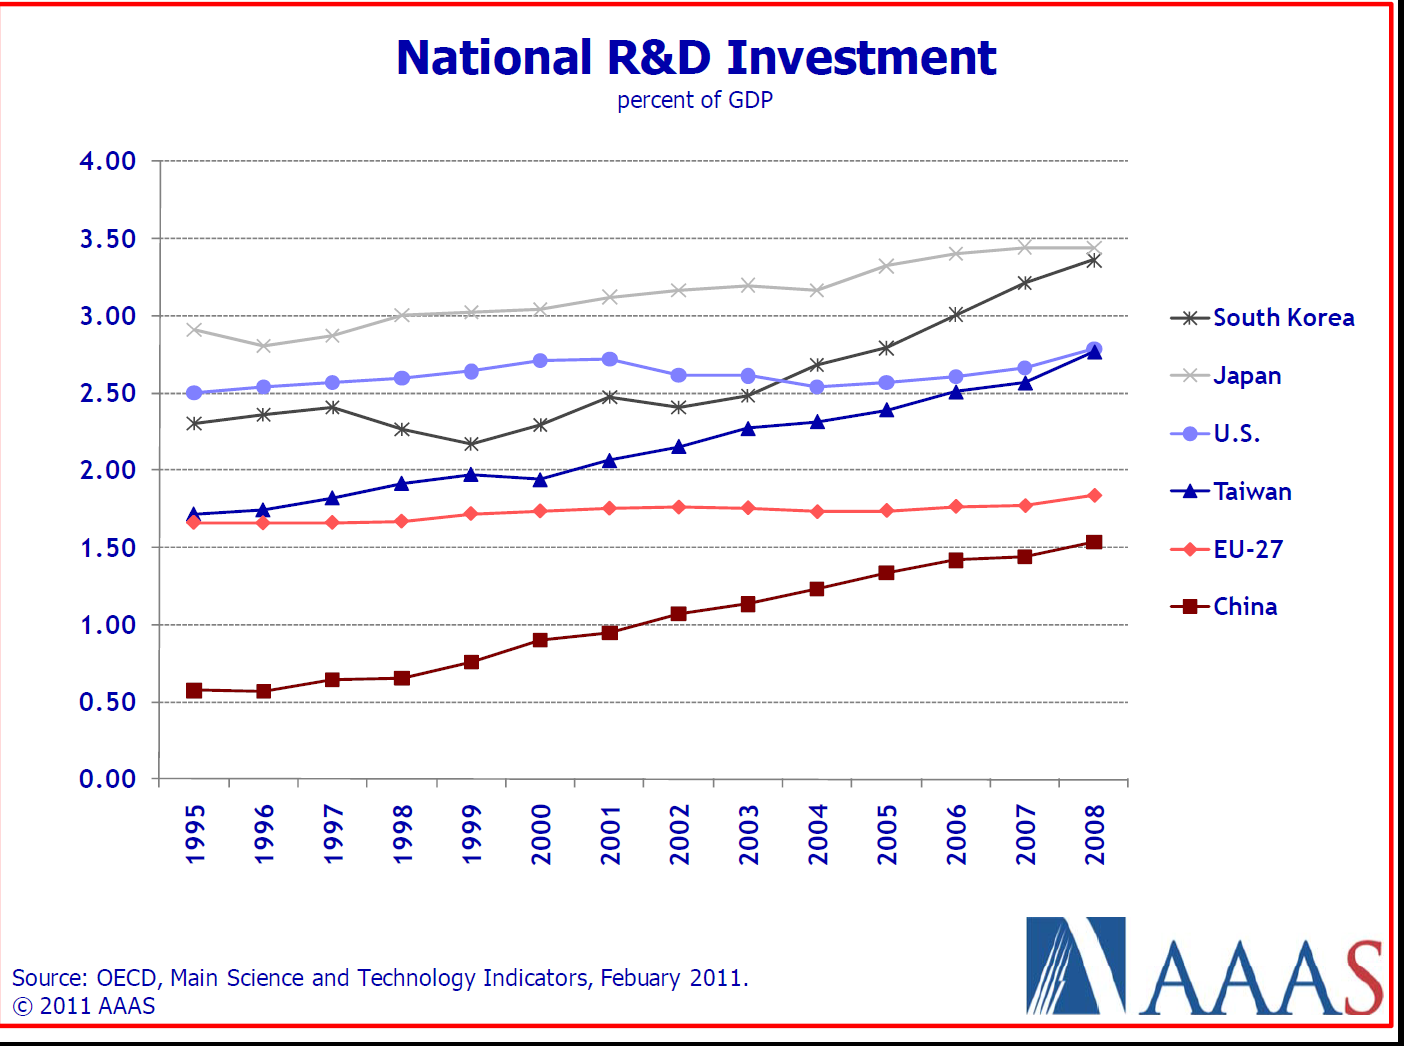 National R&D Investment
percent of GDP
4.00
3.50
3.00
2.50
2.00
1.50
1.00
0.50
0.00
1995
1996
1997
1998
1999
2000
2001
2002
2003
2004
2005
2006
2007
2008
South Korea
Japan
U.S.
Taiwan
EU-27
China
Source: OECD, Main Science and Technology Indicators, Febuary 2011.
© 2011 AAAS
AAAS